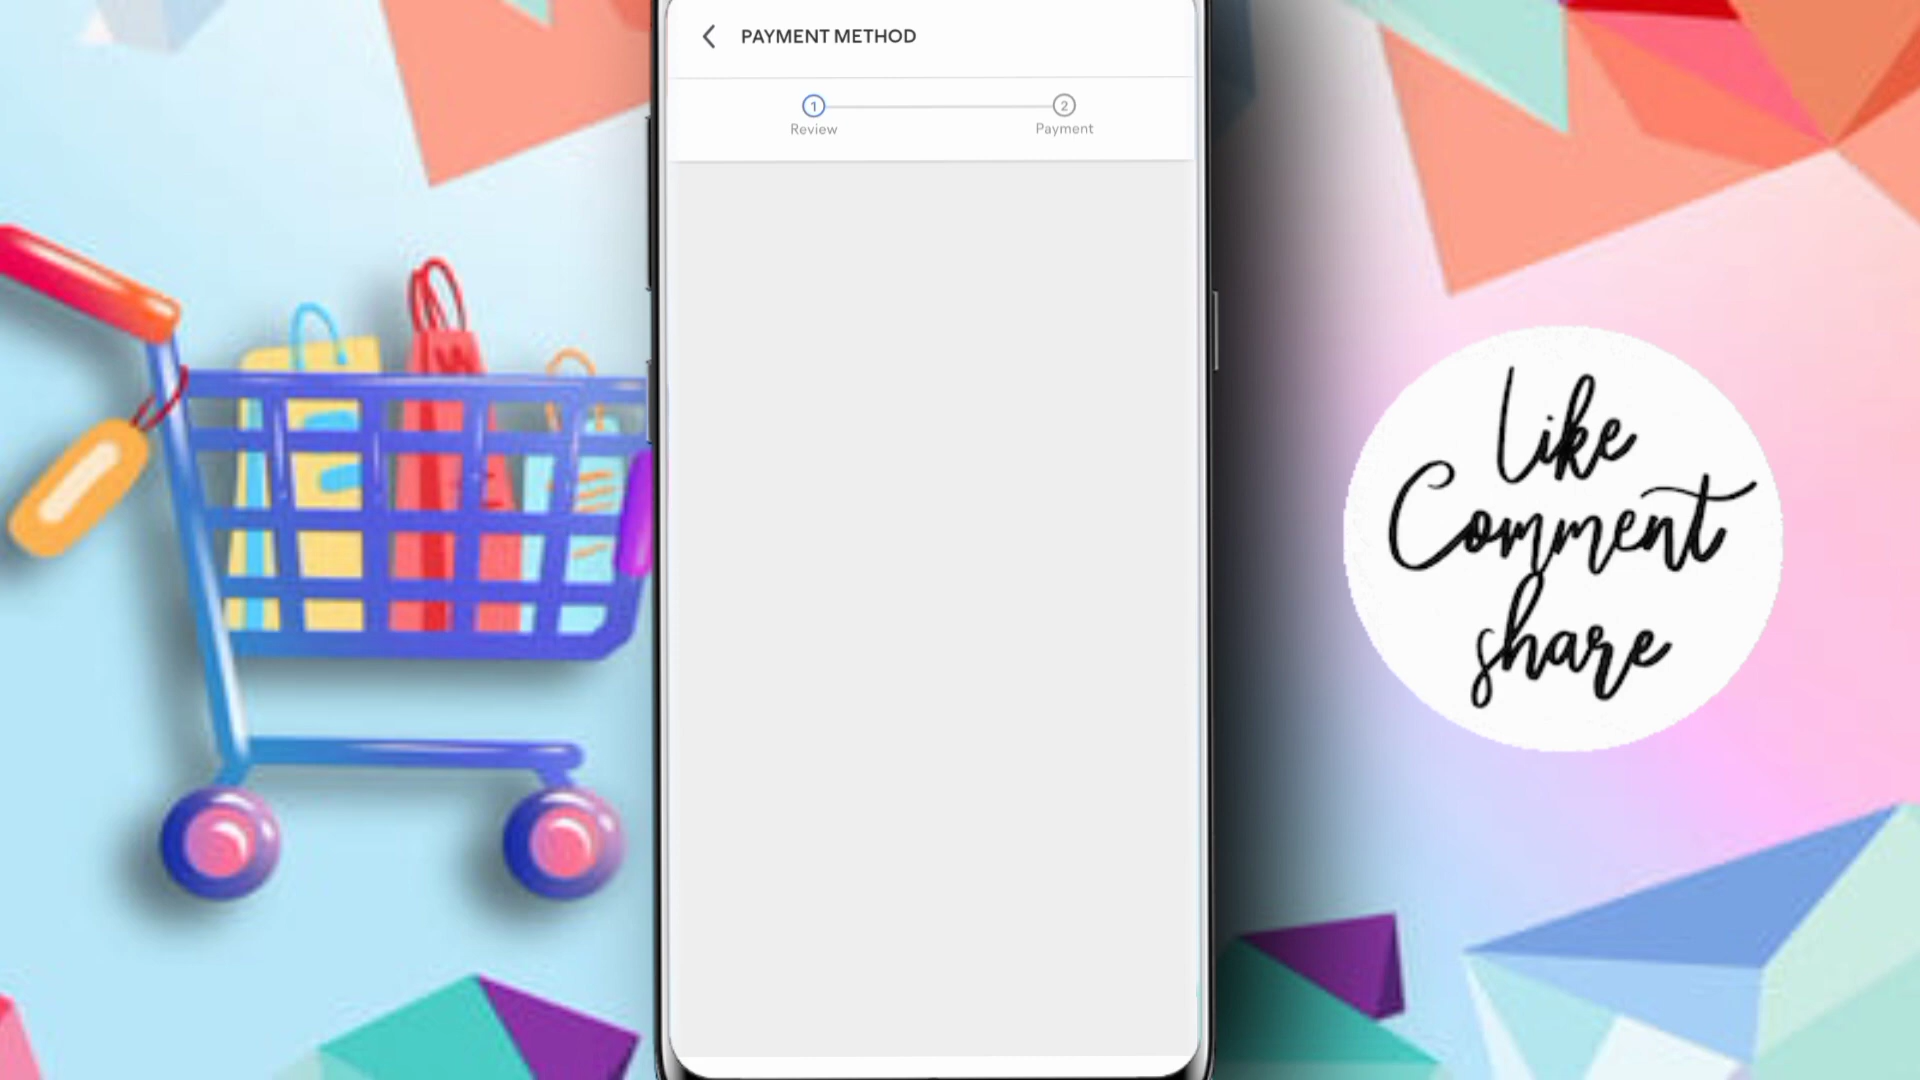 PAYMENT METHOD
1
2
Review
Payment
Like
Comment
share